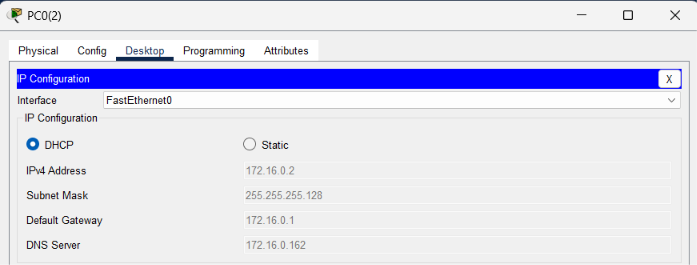 PC0(2)
Physical Config Desktop Programming Attributes
IP Configuration X
Interface FastEthernet0
IP Configuration
DHCP Static
IPv4 Address 172.16.0.2
Subnet Mask 255.255.255.128
Default Gateway 172.16.0.1
DNS Server 172.16.0.162